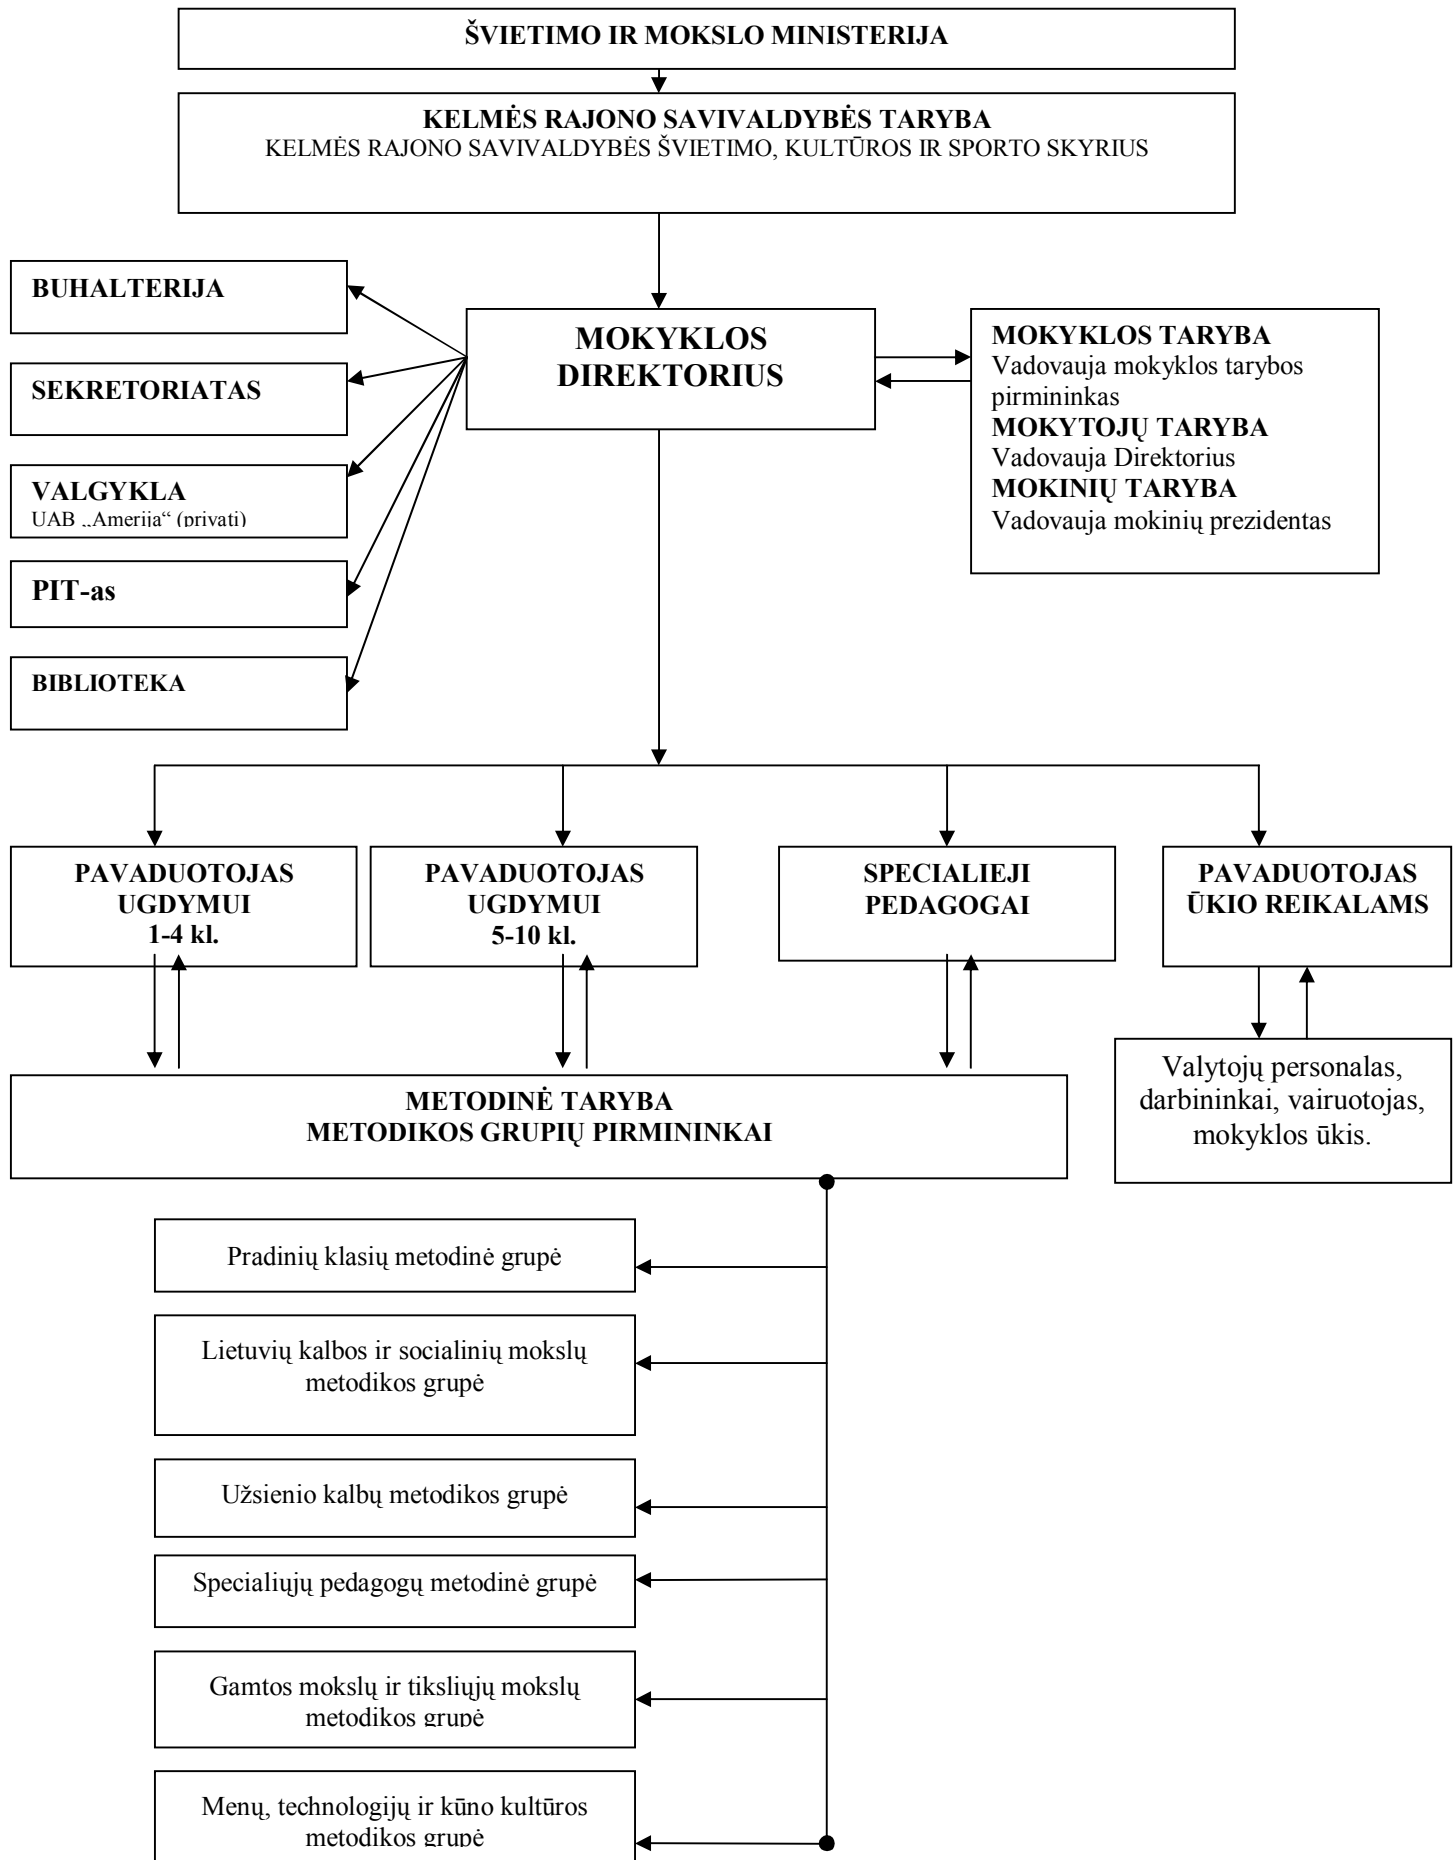 ŠVIETIMO IR MOKSLO MINISTERIJA
KELMĖS RAJONO SAVIVALDYBĖS TARYBA
KELMĖS RAJONO SAVIVALDYBĖS ŠVIETIMO, KULTŪROS IR SPORTO SKYRIUS
BUHALTERIJA
SEKRETORIATAS
VALGYKLA
UAB „Amerija“ (privati)
PIT-as
BIBLIOTEKA
MOKYKLOS
DIREKTORIUS
MOKYKLOS TARYBA
Vadovauja mokyklos tarybos
pirmininkas
MOKYTOJŲ TARYBA
Vadovauja Direktorius
MOKINIŲ TARYBA
Vadovauja mokinių prezidentas
PAVADUOTOJAS
UGDYMUI
1-4 kl.
PAVADUOTOJAS
UGDYMUI
5-10 kl.
SPECIALIEJI
PEDAGOGAI
PAVADUOTOJAS
ŪKIO REIKALAMS
Valytojų personalas,
darbininkai, vairuotojas,
mokyklos ūkis.
METODINĖ TARYBA
METODIKOS GRUPIŲ PIRMININKAI
Pradinių klasių metodinė grupė
Lietuvių kalbos ir socialinių mokslų
metodikos grupė
Užsienio kalbų metodikos grupė
Specialiųjų pedagogų metodinė grupė
Gamtos mokslų ir tiksliųjų mokslų
metodikos grupė
Menų, technologijų ir kūno kultūros
metodikos grupė